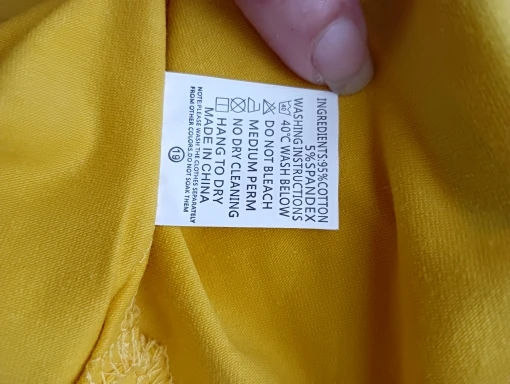 INGREDIENTS:95%COTTON
5%SPANDEX
WASHING INSTRUCTIONS
40 40°C WASH BELOW
DO NOT BLEACH
MEDIUM PERM
NO DRY CLEANING
HANG TO DRY
MADE IN CHINA
NOTE:PLEASE WASH THE CLOTHES SEPARATELY
FROM OTHER COLORS.DO NOT SOAK THEM
19